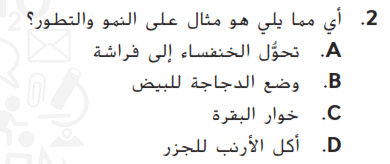 2. أي مما يلي هو مثال على النمو والتطور؟
A. تحوُّل الخنفساء إلى فراشة
B. وضع الدجاجة للبيض
C. خوار البقرة
D. أكل الأرنب للجزر